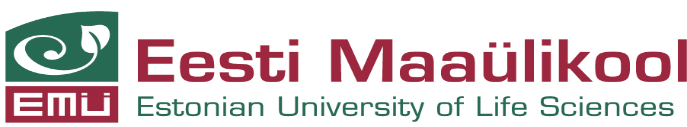 Eesti Maaülikool
EMÜ
Estonian University of Life Sciences